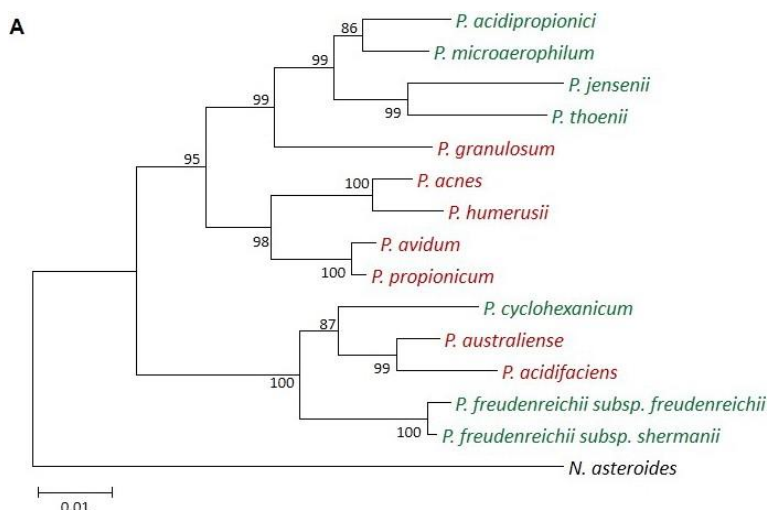 A
P. acidipropionici
86
P. microaerophilum
99
P. jensenii
99
99
P. thoenii
P. granulosum
95
P. acnes
100
P. humerusii
98
P. avidum
100
P. propionicum
P. cyclohexanicum
87
P. australiense
99
P. acidifaciens
100
P. freudenreichii subsp. freudenreichii
100
P. freudenreichii subsp. shermanii
N. asteroides
0.01